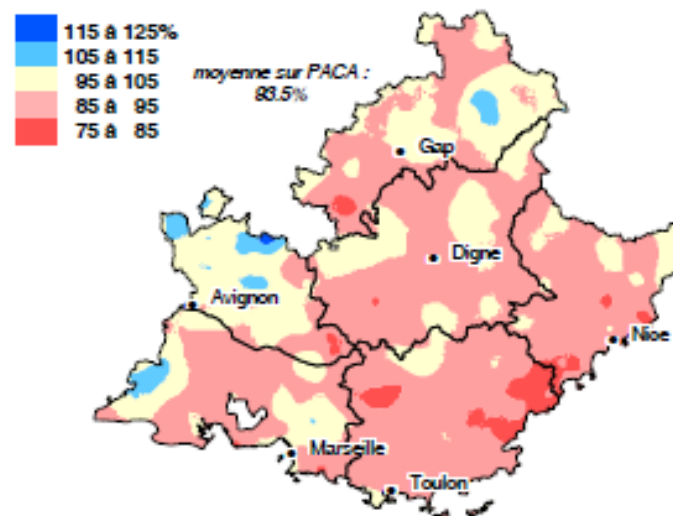 115 à 125%
105 à 115
95 à 105
85 à 95
75 à 85
moyenne sur PACA :
93.5%
Gap
Digne
Avignon
Nice
Marseille
Toulon